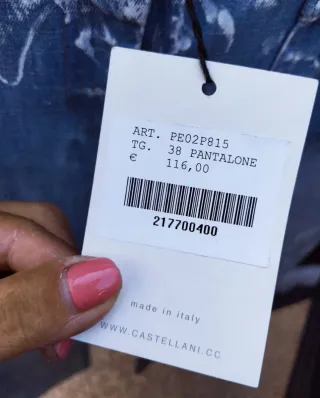 ART. PE02P815
TG. 38 PANTALONE
€ 116,00
217700400
made in italy
WWW.CASTELLANI.CC